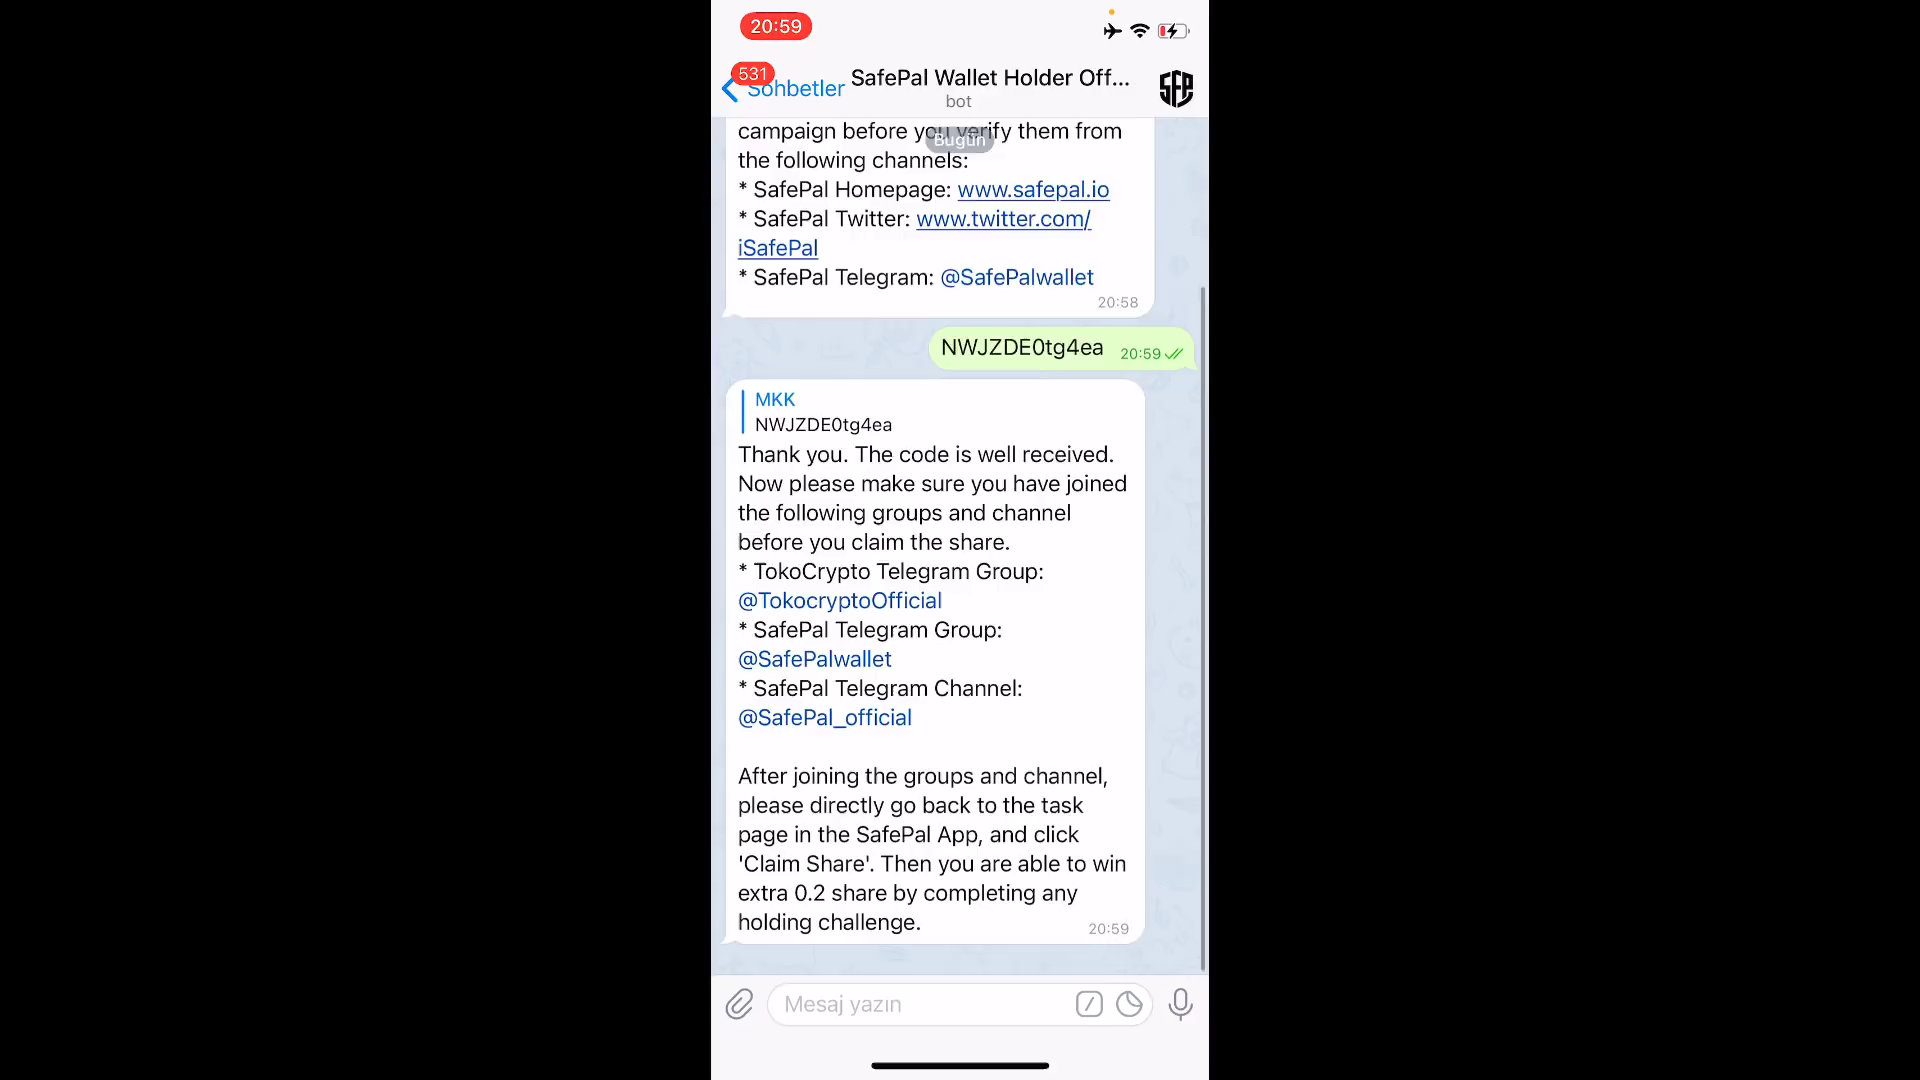 20:59
531
Sohbetler
SafePal Wallet Holder Off...
bot
SFP
campaign before you verify them from
Bugün
the following channels:
* SafePal Homepage: www.safepal.io
* SafePal Twitter: www.twitter.com/
iSafePal
* SafePal Telegram: @SafePalwallet
20:58
NWJZDE0tg4ea 20:59
MKK
NWJZDE0tg4ea
Thank you. The code is well received.
Now please make sure you have joined
the following groups and channel
before you claim the share.
* TokoCrypto Telegram Group:
@TokocryptoOfficial
* SafePal Telegram Group:
@SafePalwallet
* SafePal Telegram Channel:
@SafePal_official
After joining the groups and channel,
please directly go back to the task
page in the SafePal App, and click
'Claim Share'. Then you are able to win
extra 0.2 share by completing any
holding challenge.
20:59
Mesaj yazın